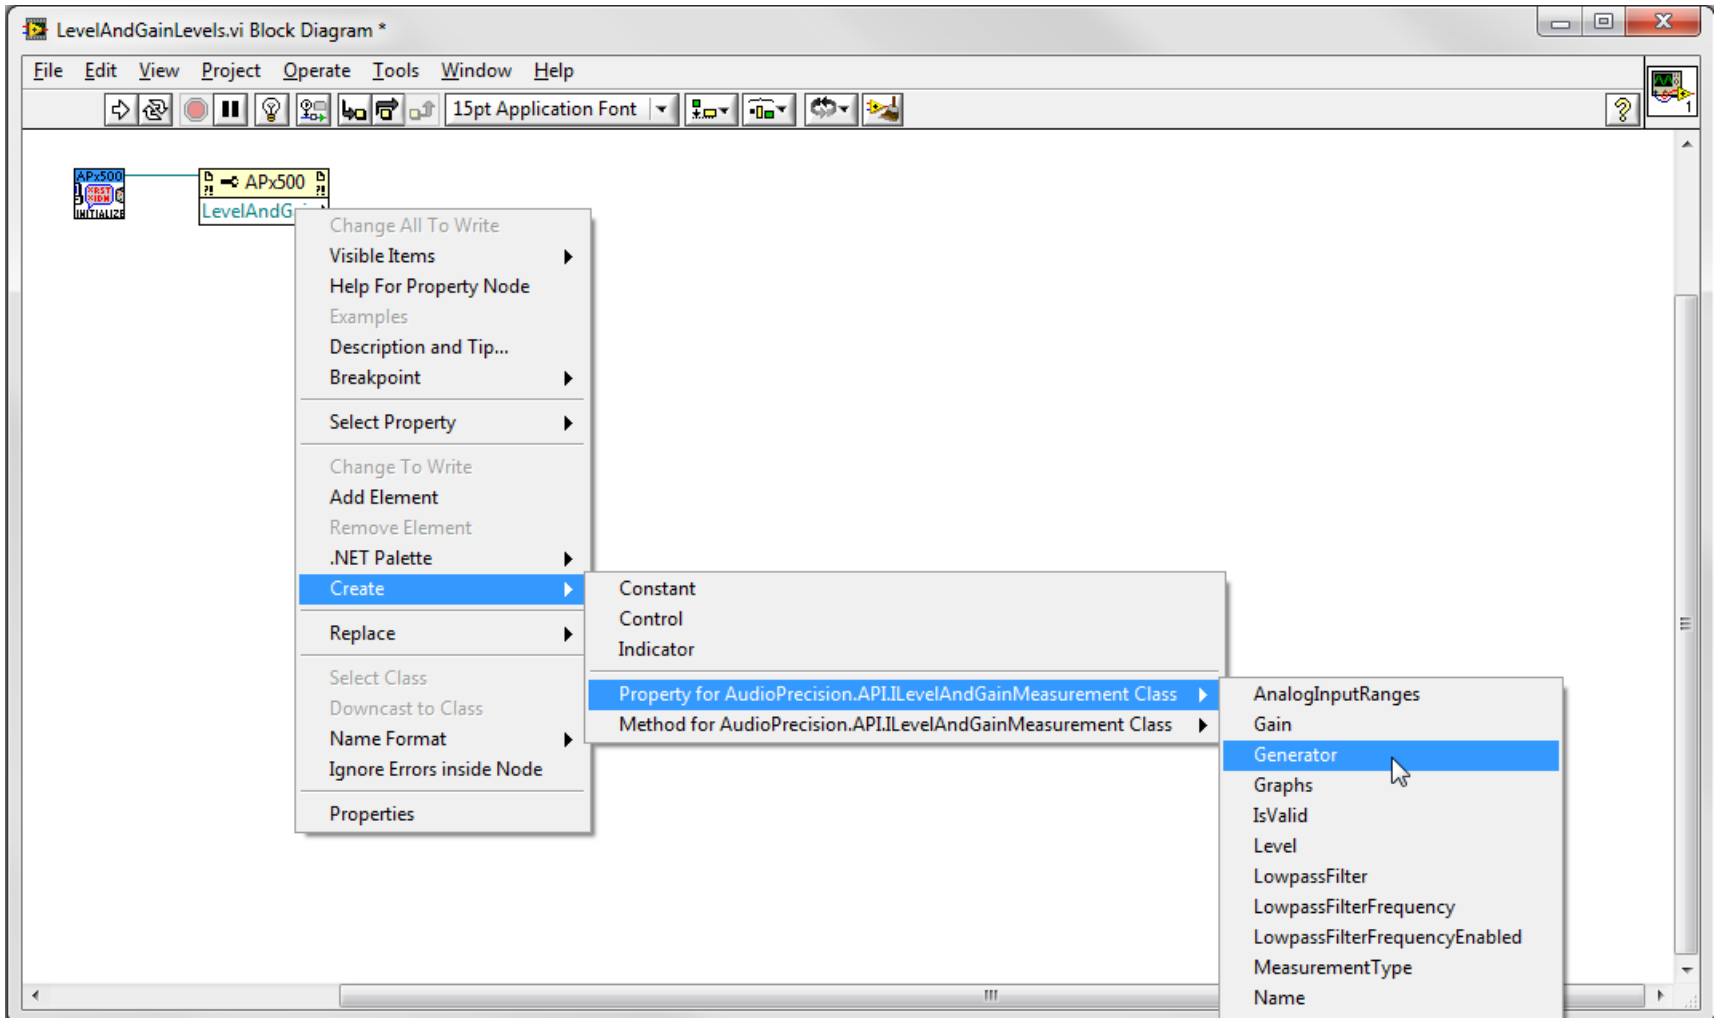 LevelAndGainLevels.vi Block Diagram *
File Edit View Project Operate Tools Window Help
15pt Application Font
1
APx500
INITIALIZE
APx500
LevelAndG
Change All To Write
Visible Items
Help For Property Node
Examples
Description and Tip...
Breakpoint
Select Property
Change To Write
Add Element
Remove Element
.NET Palette
Create
Replace
Select Class
Downcast to Class
Name Format
Ignore Errors inside Node
Properties
Constant
Control
Indicator
Property for AudioPrecision.API.ILevelAndGainMeasurement Class
Method for AudioPrecision.API.ILevelAndGainMeasurement Class
AnalogInputRanges
Gain
Generator
Graphs
IsValid
Level
LowpassFilter
LowpassFilterFrequency
LowpassFilterFrequencyEnabled
MeasurementType
Name